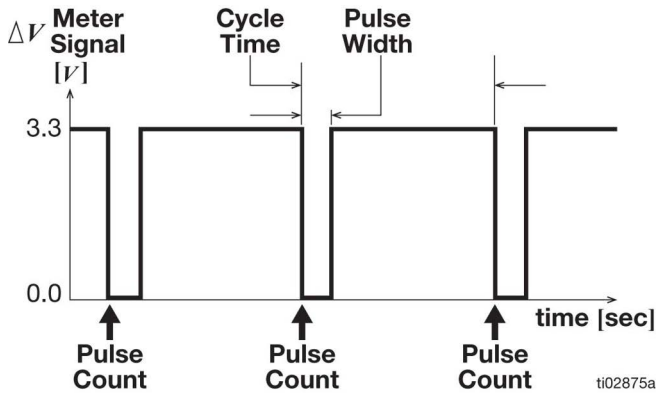 ΔV Meter
Signal
[V]
Cycle
Time
Pulse
Width
3.3
0.0
time [sec]
Pulse
Count
Pulse
Count
Pulse
Count
ti02875a